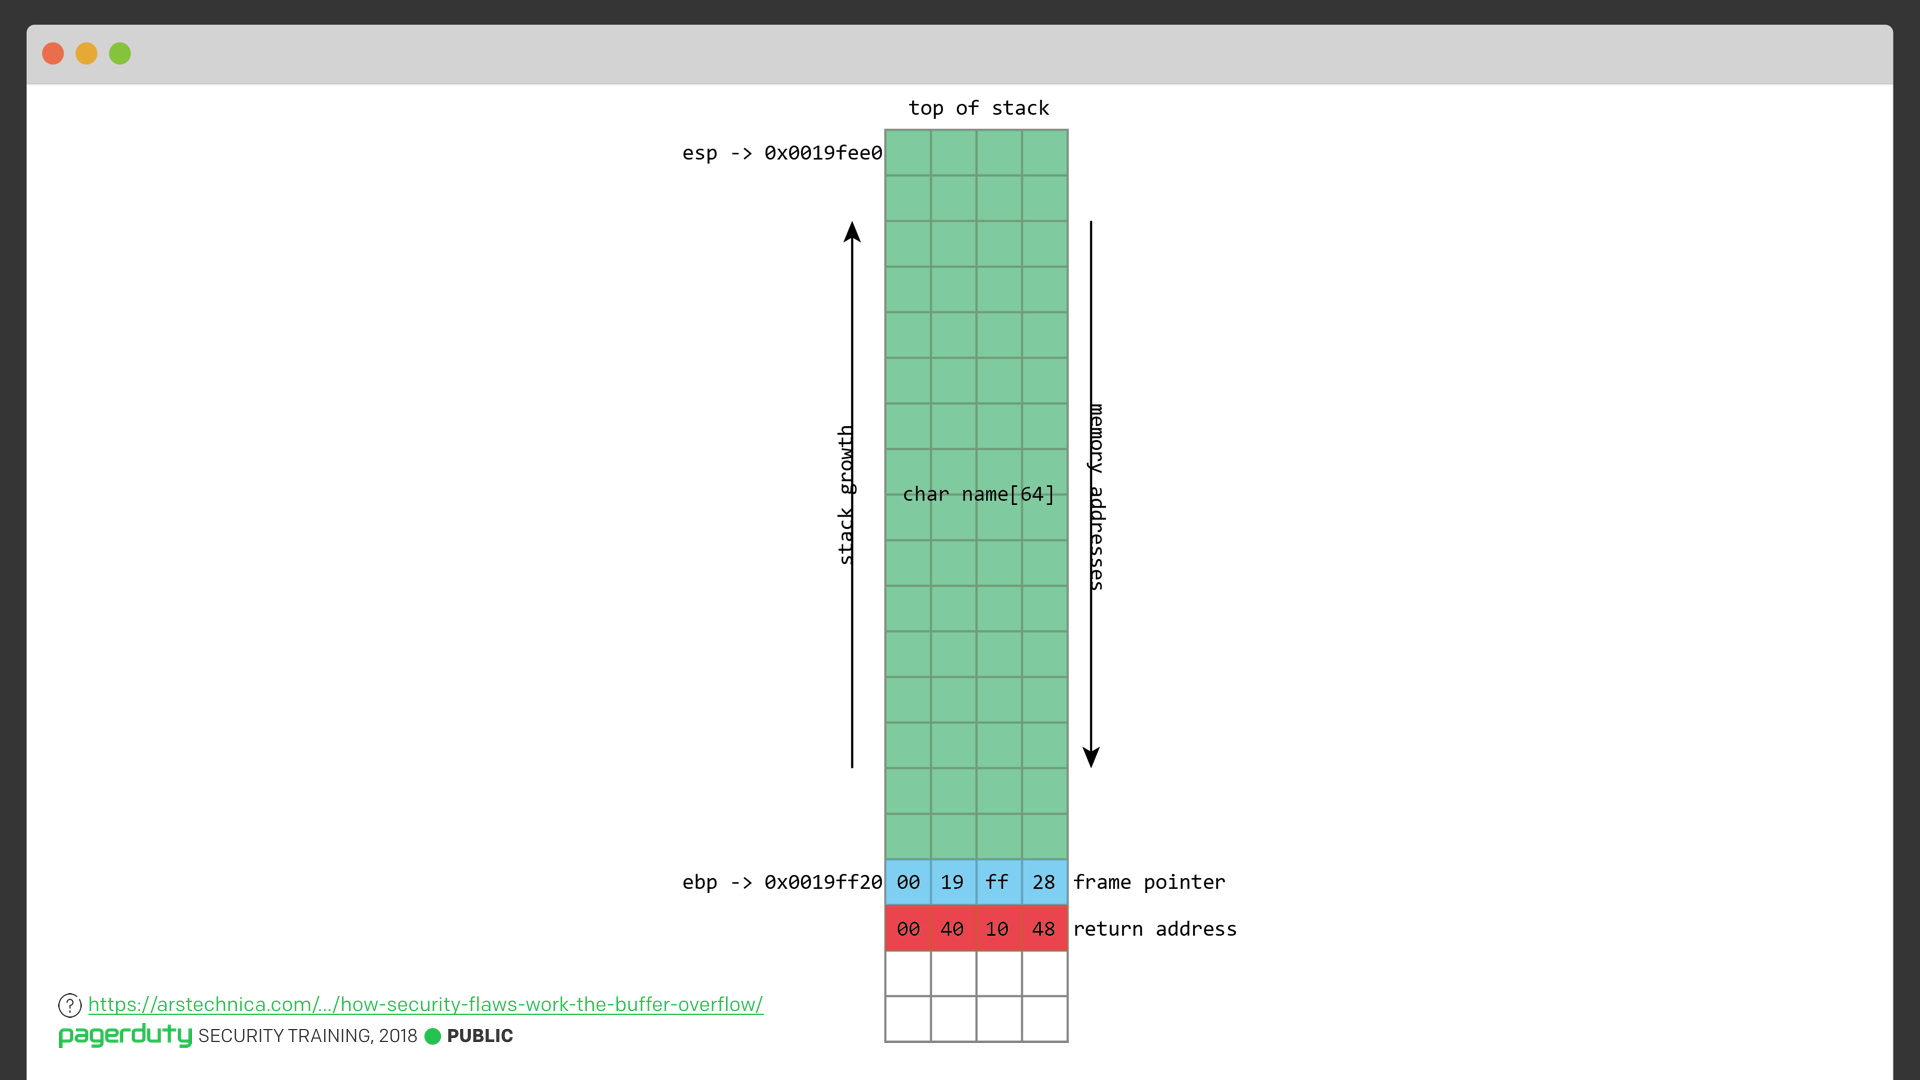 top of stack
esp -> 0x0019fee0
stack growth
memory addresses
char name[64]
ebp -> 0x0019ff20 00 19 ff 28 frame pointer
00 40 10 48 return address
? https://arstechnica.com/.../how-security-flaws-work-the-buffer-overflow/
pagerduty SECURITY TRAINING, 2018 PUBLIC